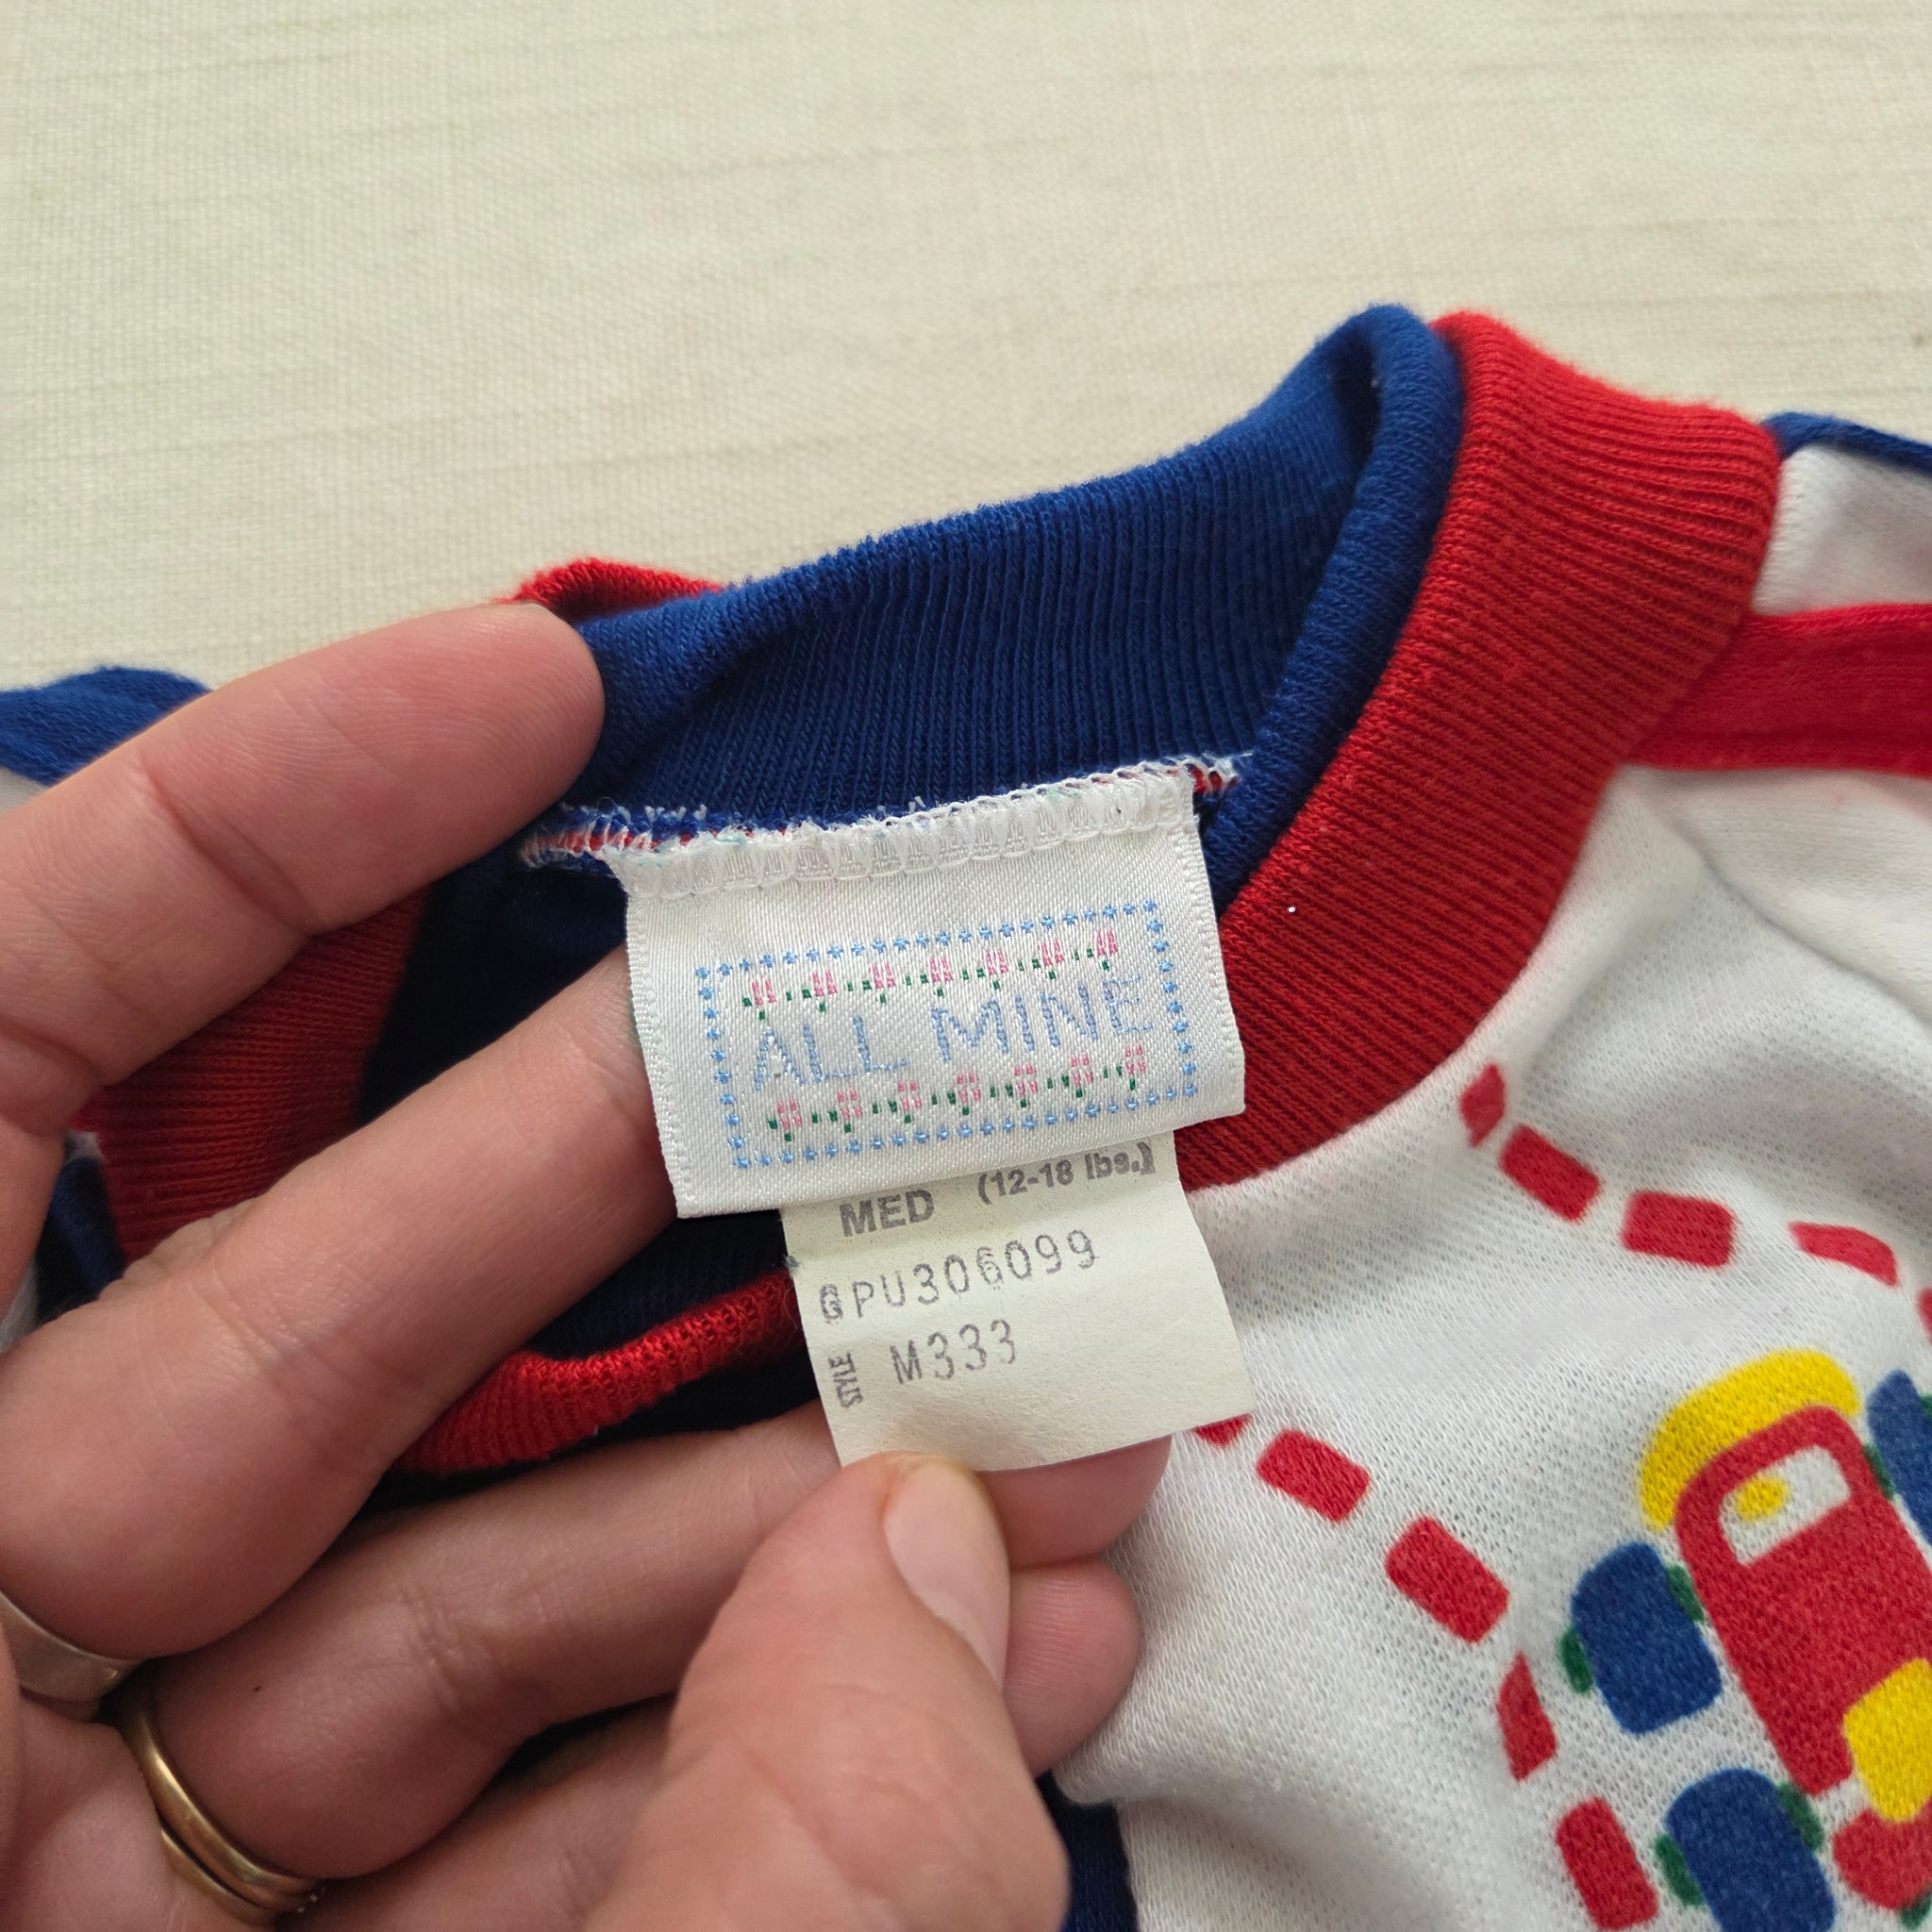 ALL MINE
MED (12-18 lbs.)
GPU306099
STYLE M333